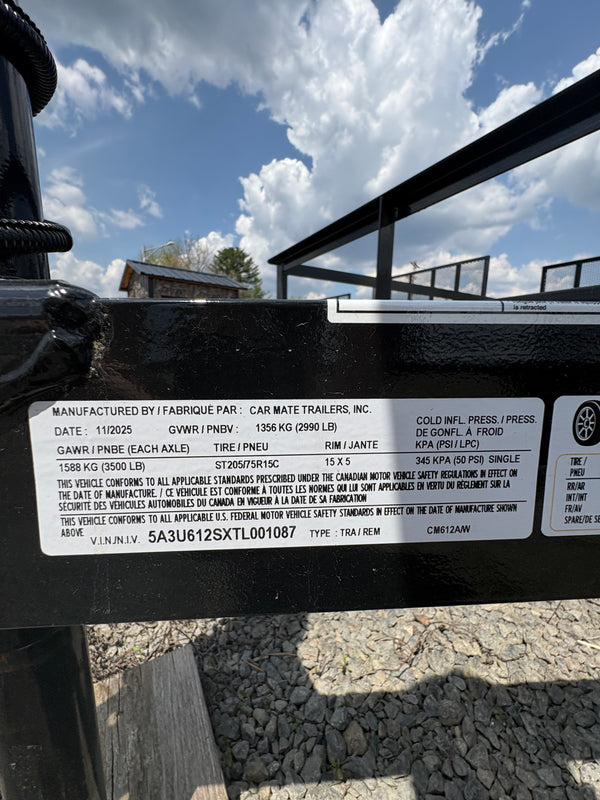 is retracted
MANUFACTURED BY / FABRIQUÉ PAR : CAR MATE TRAILERS, INC.
DATE : 11/2025 GVWR / PNBV : 1356 KG (2990 LB)
COLD INFL. PRESS. / PRESS.
DE GONFL. À FROID
GAWR / PNBE (EACH AXLE) TIRE / PNEU RIM / JANTE KPA (PSI / LPC)
1588 KG (3500 LB) ST205/75R15C 15 X 5 345 KPA (50 PSI) SINGLE
THIS VEHICLE CONFORMS TO ALL APPLICABLE STANDARDS PRESCRIBED UNDER THE CANADIAN MOTOR VEHICLE SAFETY REGULATIONS IN EFFECT ON
THE DATE OF MANUFACTURE. / CE VÉHICULE EST CONFORME À TOUTES LES NORMES QUI LUI SONT APPLICABLES EN VERTU DU RÈGLEMENT SUR LA
SÉCURITÉ DES VÉHICULES AUTOMOBILES DU CANADA EN VIGUEUR À LA DATE DE SA FABRICATION
THIS VEHICLE CONFORMS TO ALL APPLICABLE U.S. FEDERAL MOTOR VEHICLE SAFETY STANDARDS IN EFFECT ON THE DATE OF MANUFACTURE SHOWN
ABOVE V.I.N./N.I.V. 5A3U612SXTL001087 TYPE : TRA / REM CM612A/W
TIRE /
PNEU
RR/AR
INT/INT
FR/AV
SPARE/DE SE